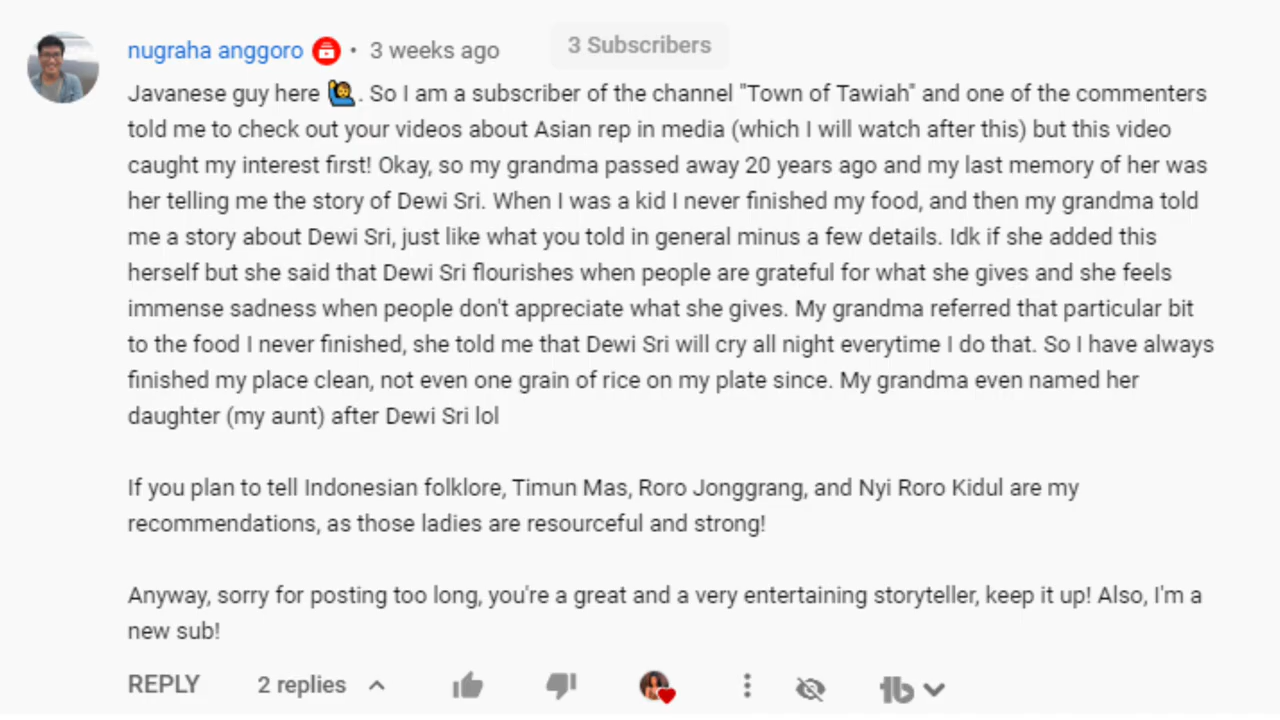 nugraha anggoro • 3 weeks ago 3 Subscribers
Javanese guy here 🙋. So I am a subscriber of the channel "Town of Tawiah" and one of the commenters
told me to check out your videos about Asian rep in media (which I will watch after this) but this video
caught my interest first! Okay, so my grandma passed away 20 years ago and my last memory of her was
her telling me the story of Dewi Sri. When I was a kid I never finished my food, and then my grandma told
me a story about Dewi Sri, just like what you told in general minus a few details. Idk if she added this
herself but she said that Dewi Sri flourishes when people are grateful for what she gives and she feels
immense sadness when people don't appreciate what she gives. My grandma referred that particular bit
to the food I never finished, she told me that Dewi Sri will cry all night everytime I do that. So I have always
finished my place clean, not even one grain of rice on my plate since. My grandma even named her
daughter (my aunt) after Dewi Sri lol
If you plan to tell Indonesian folklore, Timun Mas, Roro Jonggrang, and Nyi Roro Kidul are my
recommendations, as those ladies are resourceful and strong!
Anyway, sorry for posting too long, you're a great and a very entertaining storyteller, keep it up! Also, I'm a
new sub!
REPLY 2 replies tb